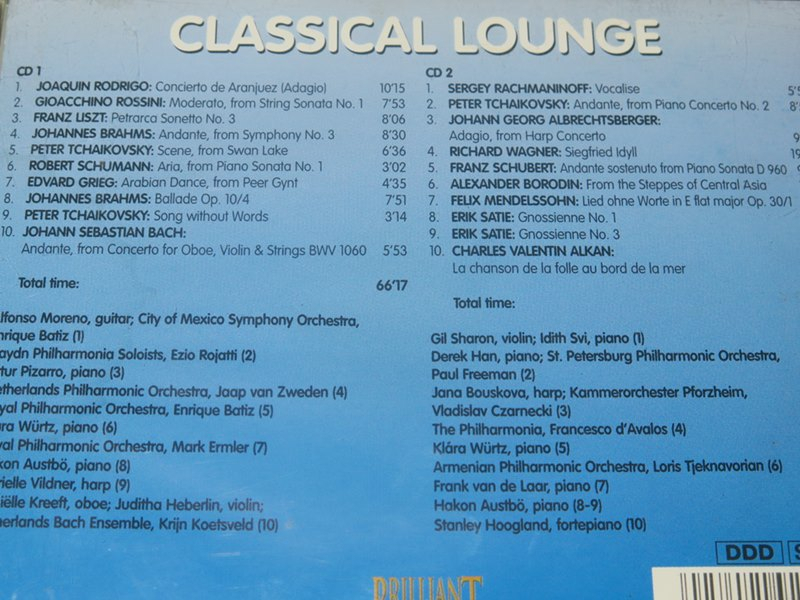 CLASSICAL LOUNGE
CD 1
1. JOAQUIN RODRIGO: Concierto de Aranjuez (Adagio) 10'15
2. GIOACCHINO ROSSINI: Moderato, from String Sonata No. 1 7'53
3. FRANZ LISZT: Petrarca Sonetto No. 3 8'06
4. JOHANNES BRAHMS: Andante, from Symphony No. 3 8'30
5. PETER TCHAIKOVSKY: Scene, from Swan Lake 6'36
6. ROBERT SCHUMANN: Aria, from Piano Sonata No. 1 3'02
7. EDVARD GRIEG: Arabian Dance, from Peer Gynt 4'35
8. JOHANNES BRAHMS: Ballade Op. 10/4 7'51
9. PETER TCHAIKOVSKY: Song without Words 3'14
10. JOHANN SEBASTIAN BACH:
Andante, from Concerto for Oboe, Violin & Strings BWV 1060 5'53
Total time: 66'17
lfonso Moreno, guitar; City of Mexico Symphony Orchestra,
nrique Batiz (1)
aydn Philharmonia Soloists, Ezio Rojatti (2)
rtur Pizarro, piano (3)
etherlands Philharmonic Orchestra, Jaap van Zweden (4)
yal Philharmonic Orchestra, Enrique Batiz (5)
ára Würtz, piano (6)
yal Philharmonic Orchestra, Mark Ermler (7)
kon Austbö, piano (8)
rielle Vildner, harp (9)
iëlle Kreeft, oboe; Juditha Heberlin, violin;
herlands Bach Ensemble, Krijn Koetsveld (10)
CD 2
1. SERGEY RACHMANINOFF: Vocalise
2. PETER TCHAIKOVSKY: Andante, from Piano Concerto No. 2
3. JOHANN GEORG ALBRECHTSBERGER:
Adagio, from Harp Concerto
4. RICHARD WAGNER: Siegfried Idyll
5. FRANZ SCHUBERT: Andante sostenuto from Piano Sonata D 960
6. ALEXANDER BORODIN: From the Steppes of Central Asia
7. FELIX MENDELSSOHN: Lied ohne Worte in E flat major Op. 30/1
8. ERIK SATIE: Gnossienne No. 1
9. ERIK SATIE: Gnossienne No. 3
10. CHARLES VALENTIN ALKAN:
La chanson de la folle au bord de la mer
Total time:
Gil Sharon, violin; Idith Svi, piano (1)
Derek Han, piano; St. Petersburg Philharmonic Orchestra,
Paul Freeman (2)
Jana Bouskova, harp; Kammerorchester Pforzheim,
Vladislav Czarnecki (3)
The Philharmonia, Francesco d'Avalos (4)
Klára Würtz, piano (5)
Armenian Philharmonic Orchestra, Loris Tjeknavorian (6)
Frank van de Laar, piano (7)
Hakon Austbö, piano (8-9)
Stanley Hoogland, fortepiano (10)
DDD
BRILLIANT